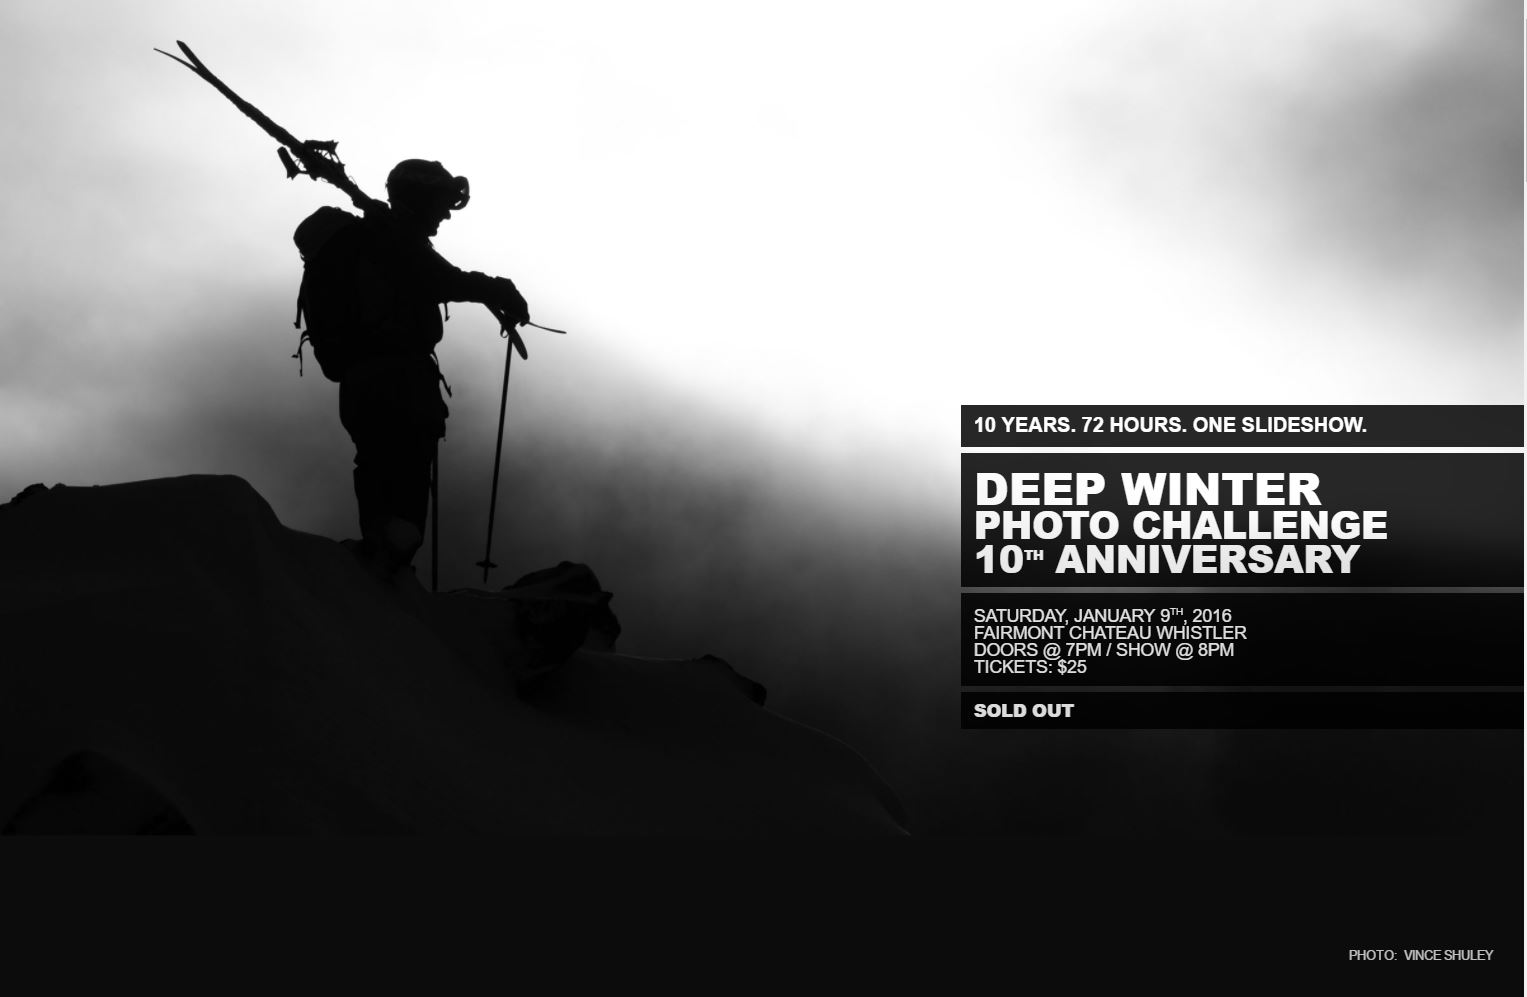 10 YEARS. 72 HOURS. ONE SLIDESHOW.
DEEP WINTER
PHOTO CHALLENGE
10TH ANNIVERSARY
SATURDAY, JANUARY 9TH, 2016
FAIRMONT CHATEAU WHISTLER
DOORS @ 7PM / SHOW @ 8PM
TICKETS: $25
SOLD OUT
PHOTO: VINCE SHULEY